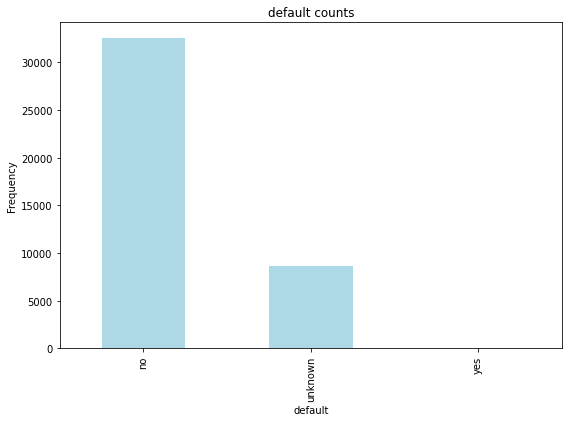 default counts
Frequency
30000
25000
20000
15000
10000
5000
0
no
unknown
yes
default